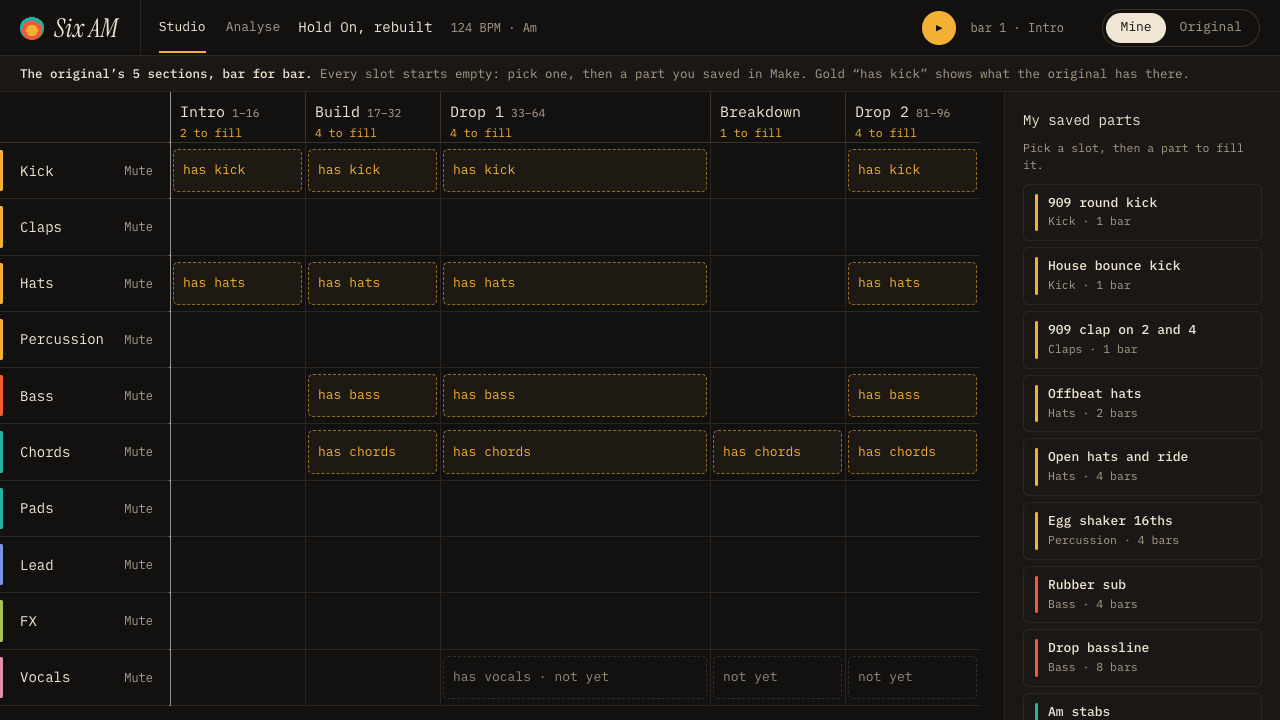 Six AM
Studio Analyse Hold On, rebuilt 124 BPM · Am
▶ bar 1 · Intro Mine Original
The original’s 5 sections, bar for bar. Every slot starts empty: pick one, then a part you saved in Make. Gold “has kick” shows what the original has there.
Intro 1–16 Build 17–32 Drop 1 33–64 Breakdown Drop 2 81–96
2 to fill 4 to fill 4 to fill 1 to fill 4 to fill
Kick Mute has kick has kick has kick has kick
Claps Mute
Hats Mute has hats has hats has hats has hats
Percussion Mute
Bass Mute has bass has bass has bass
Chords Mute has chords has chords has chords has chords
Pads Mute
Lead Mute
FX Mute
Vocals Mute has vocals · not yet not yet not yet
My saved parts
Pick a slot, then a part to fill
it.
909 round kick
Kick · 1 bar
House bounce kick
Kick · 1 bar
909 clap on 2 and 4
Claps · 1 bar
Offbeat hats
Hats · 2 bars
Open hats and ride
Hats · 4 bars
Egg shaker 16ths
Percussion · 4 bars
Rubber sub
Bass · 4 bars
Drop bassline
Bass · 8 bars
Am stabs